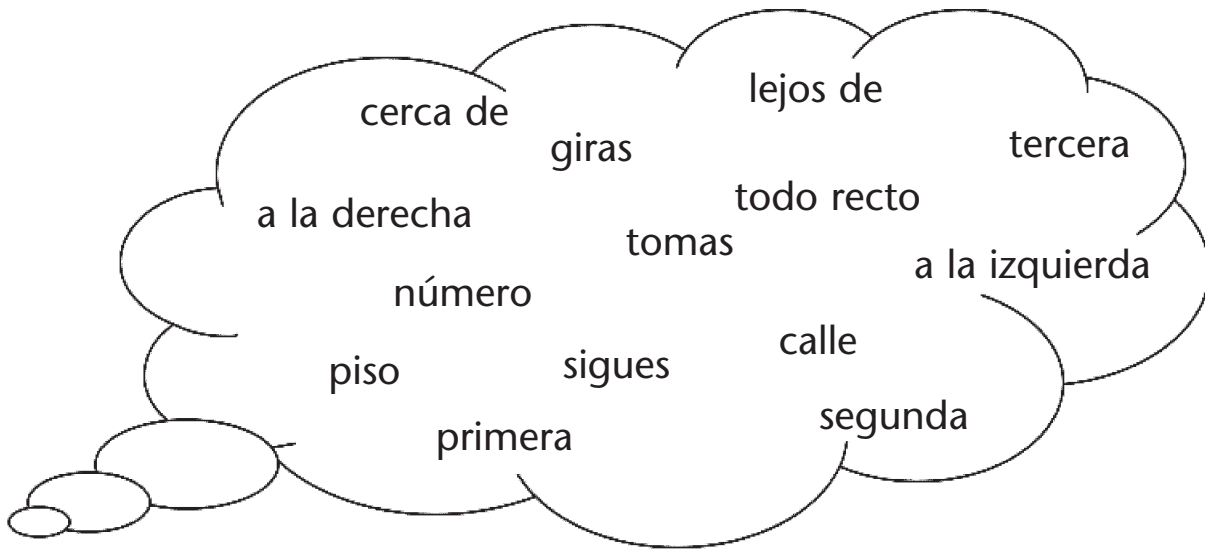 cerca de
lejos de
giras
tercera
a la derecha
todo recto
tomas
a la izquierda
número
piso
sigues
calle
primera
segunda